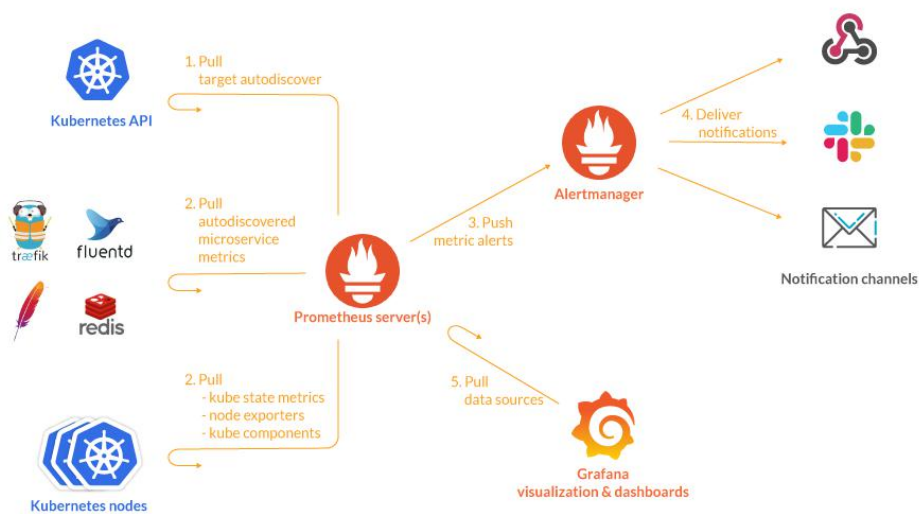 1. Pull
target autodiscover
Kubernetes API
4. Deliver
notifications
Alertmanager
2. Pull
autodiscovered
microservice
metrics
træfik
fluentd
redis
3. Push
metric alerts
Notification channels
Prometheus server(s)
2. Pull
- kube state metrics
- node exporters
- kube components
5. Pull
data sources
Grafana
visualization & dashboards
Kubernetes nodes